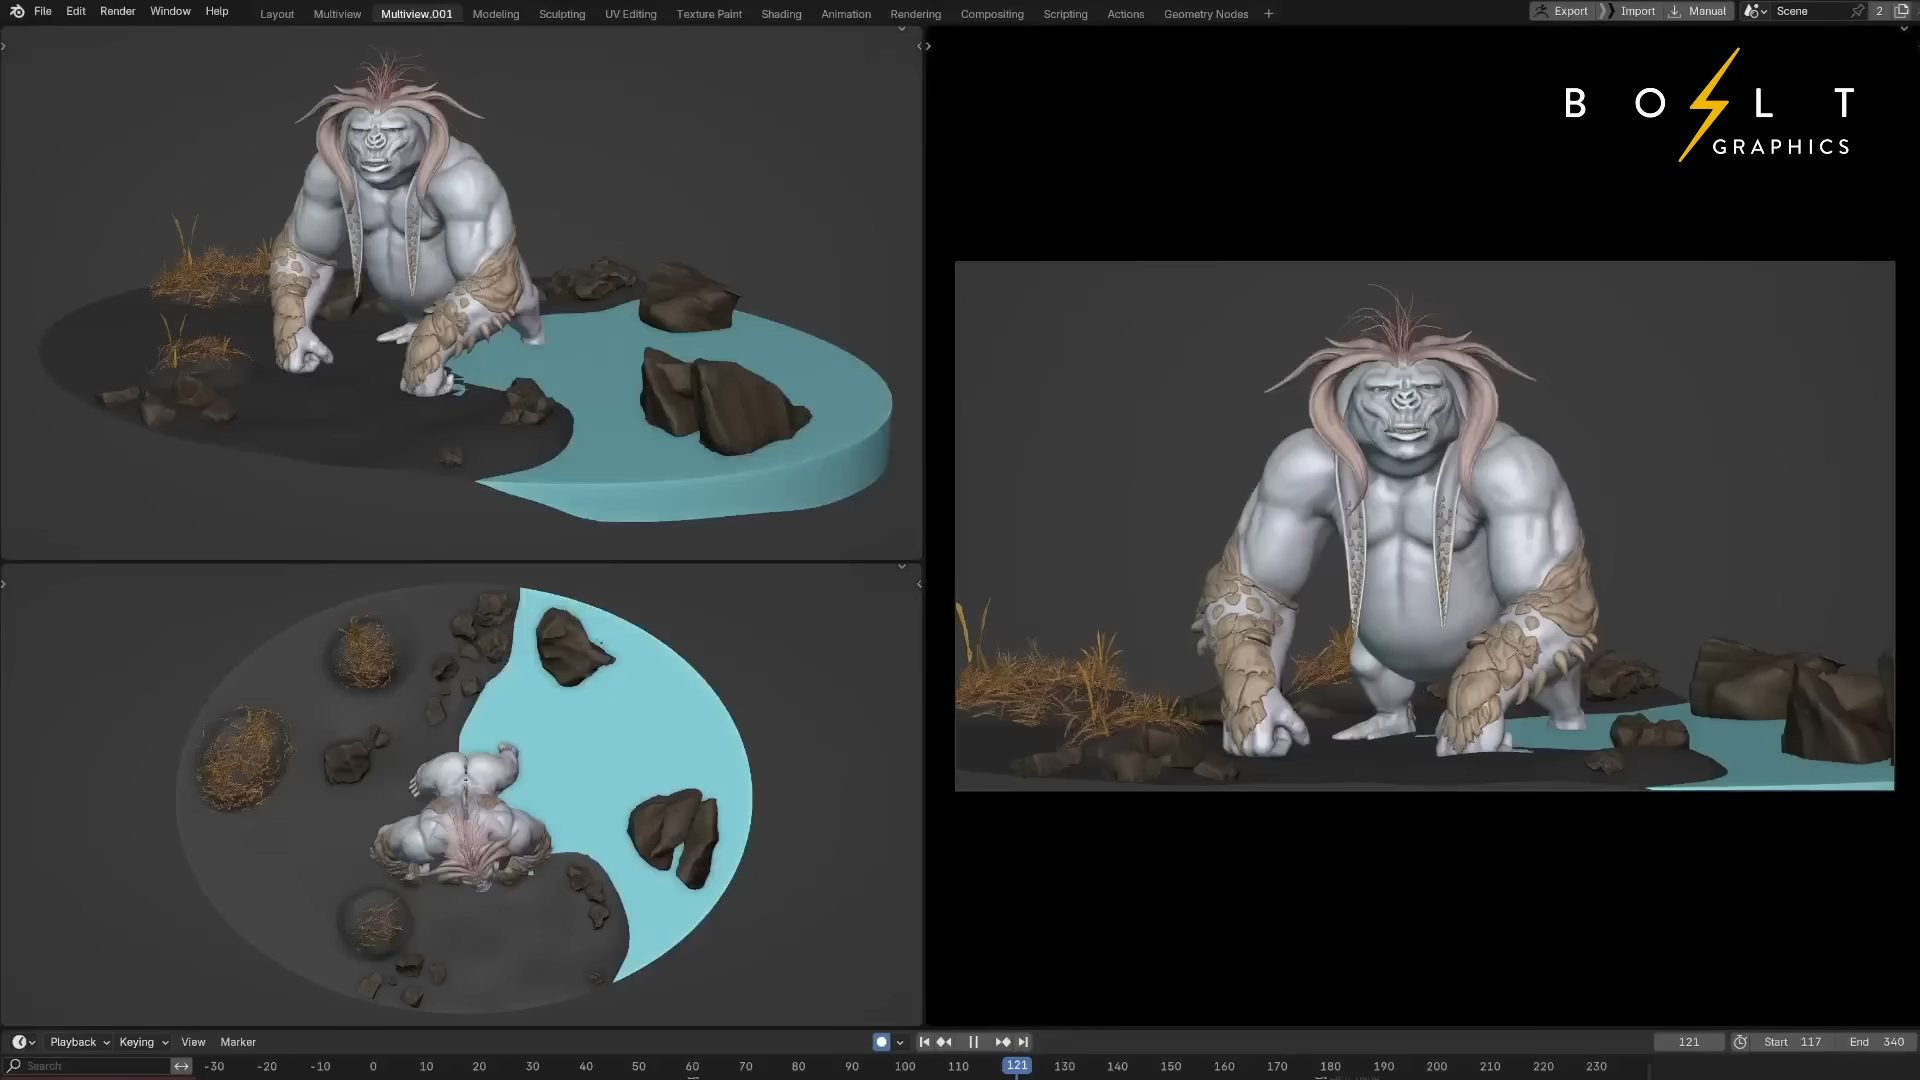 File Edit Render Window Help Layout Multiview Multiview.001 Modeling Sculpting UV Editing Texture Paint Shading Animation Rendering Compositing Scripting Actions Geometry Nodes + Export Import Manual Scene 2
BOLT
GRAPHICS
Playback Keying View Marker 121 Start 117 End 340
Search -30 -20 -10 0 10 20 30 40 50 60 70 80 90 100 110 121 130 140 150 160 170 180 190 200 210 220 230